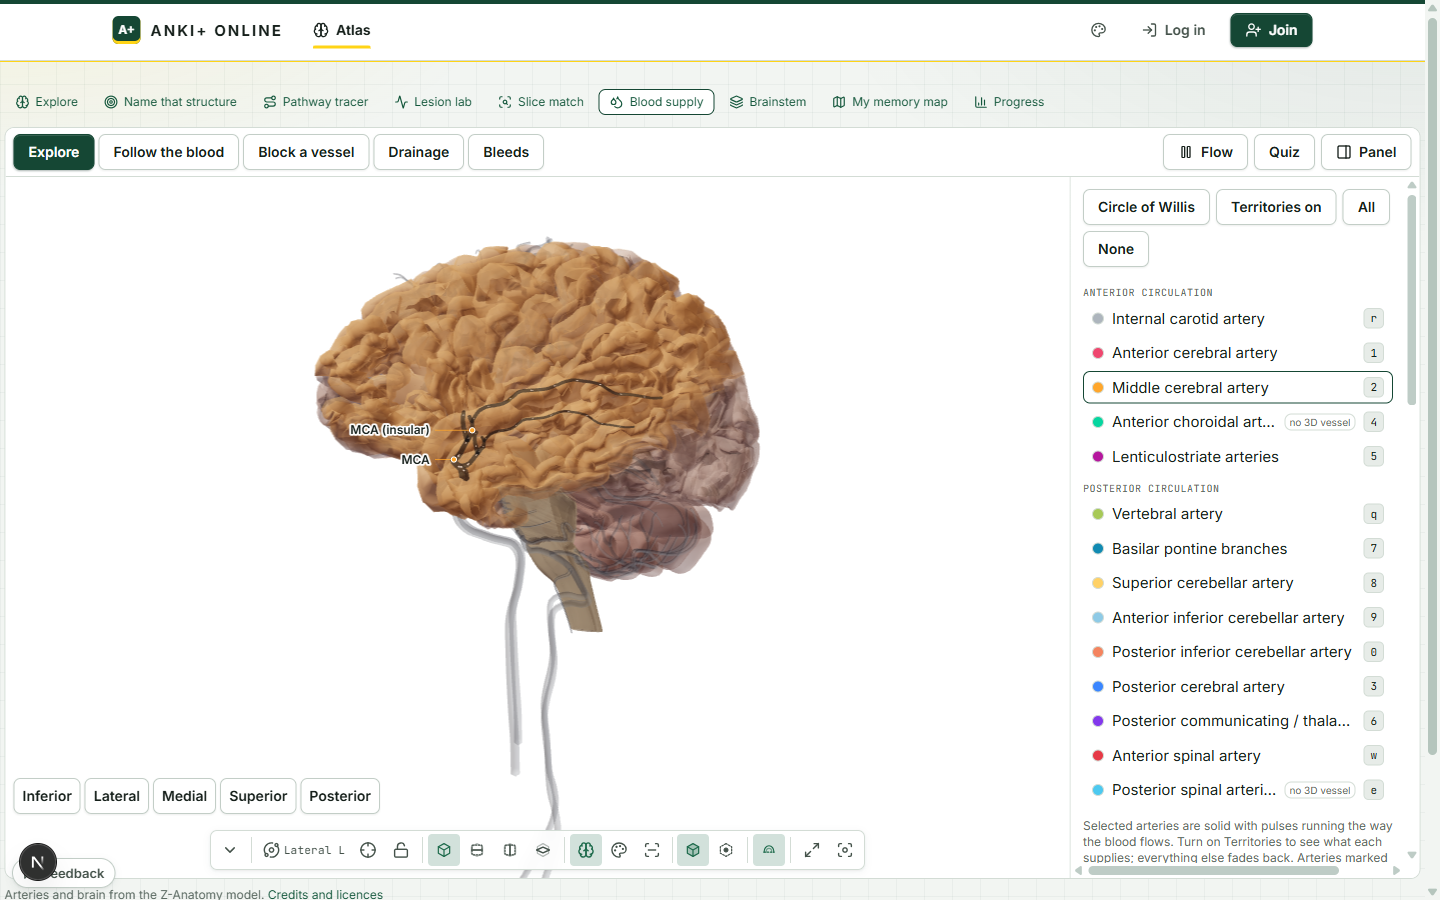 A+ ANKI+ ONLINE Atlas Log in Join
Explore Name that structure Pathway tracer Lesion lab Slice match Blood supply Brainstem My memory map Progress
Explore Follow the blood Block a vessel Drainage Bleeds Flow Quiz Panel
Circle of Willis Territories on All
None
ANTERIOR CIRCULATION
Internal carotid artery r
Anterior cerebral artery 1
Middle cerebral artery 2
Anterior choroidal art... no 3D vessel 4
Lenticulostriate arteries 5
POSTERIOR CIRCULATION
Vertebral artery q
Basilar pontine branches 7
Superior cerebellar artery 8
Anterior inferior cerebellar artery 9
Posterior inferior cerebellar artery 0
Posterior cerebral artery 3
Posterior communicating / thala... 6
Anterior spinal artery w
Posterior spinal arteri... no 3D vessel e
Selected arteries are solid with pulses running the way
the blood flows. Turn on Territories to see what each
supplies; everything else fades back. Arteries marked
MCA (insular)
MCA
Inferior Lateral Medial Superior Posterior
Lateral L
N eedback
Arteries and brain from the Z-Anatomy model. Credits and licences